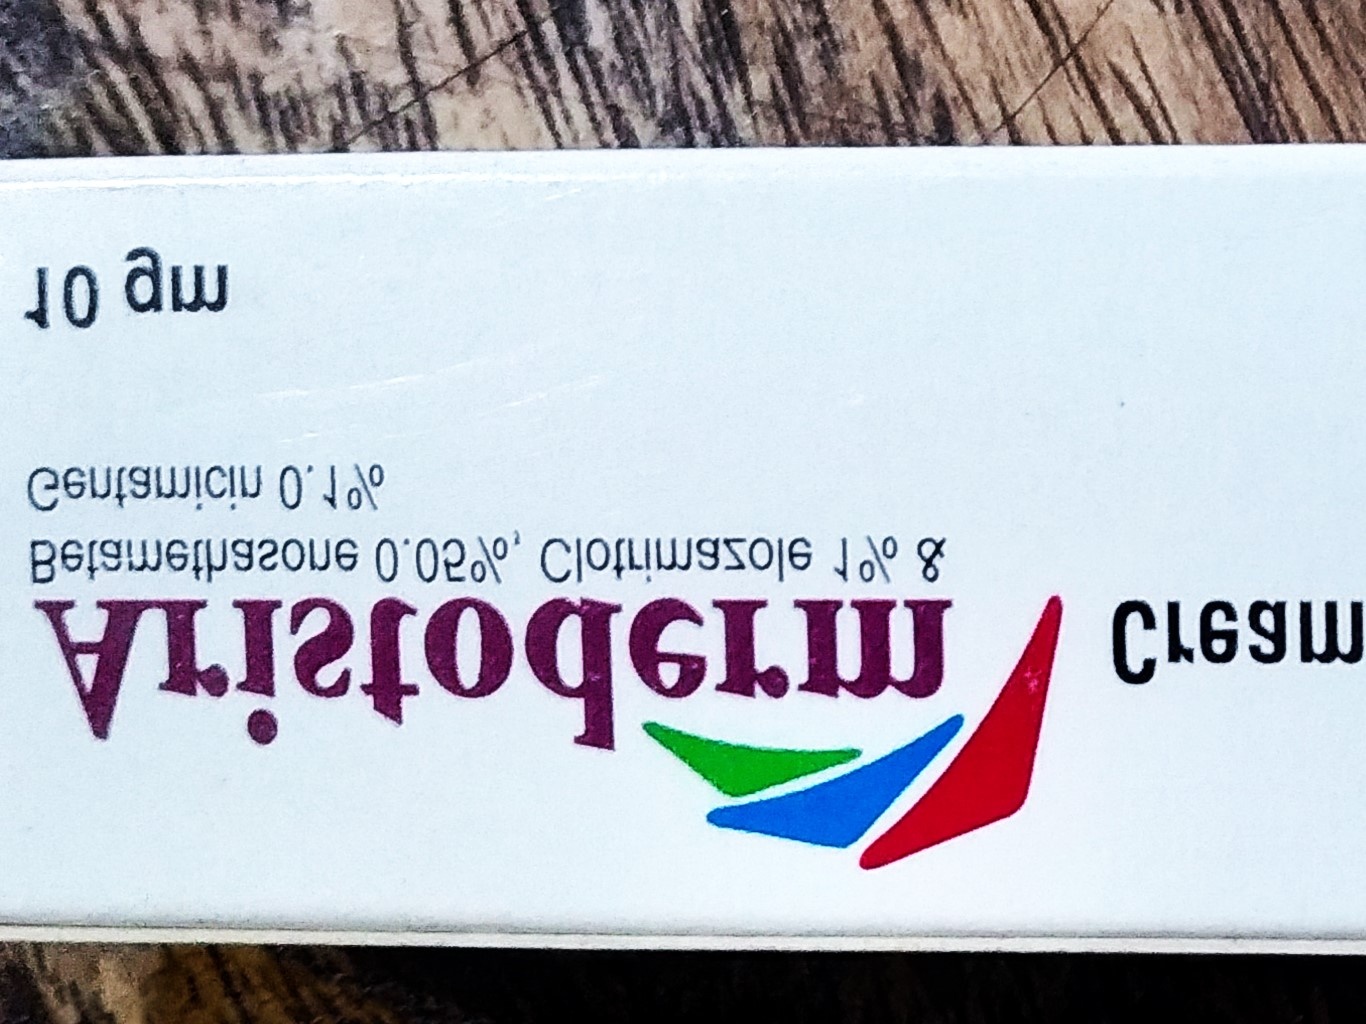 Aristoderm Cream
Betamethasone 0.05%, Clotrimazole 1% &
Gentamicin 0.1%
10 gm